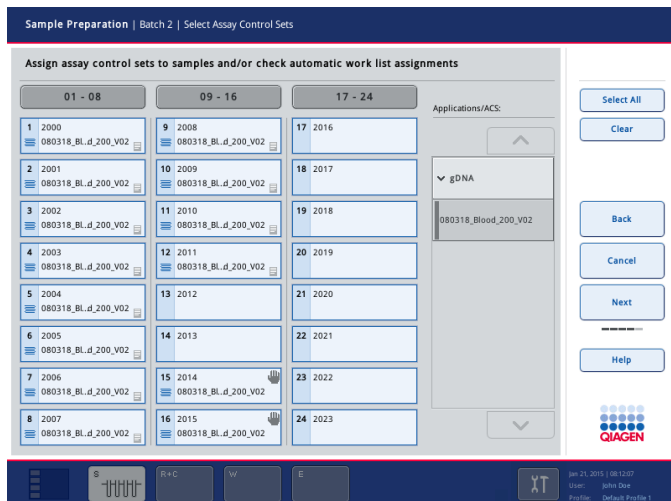 Sample Preparation | Batch 2 | Select Assay Control Sets
Assign assay control sets to samples and/or check automatic work list assignments
01 - 08
09 - 16
17 - 24
Applications/ACS:
1 2000
080318_Bl..d_200_V02
2 2001
080318_Bl..d_200_V02
3 2002
080318_Bl..d_200_V02
4 2003
080318_Bl..d_200_V02
5 2004
080318_Bl..d_200_V02
6 2005
080318_Bl..d_200_V02
7 2006
080318_Bl..d_200_V02
8 2007
080318_Bl..d_200_V02
9 2008
080318_Bl..d_200_V02
10 2009
080318_Bl..d_200_V02
11 2010
080318_Bl..d_200_V02
12 2011
080318_Bl..d_200_V02
13 2012
14 2013
15 2014
080318_Bl..d_200_V02
16 2015
080318_Bl..d_200_V02
17 2016
18 2017
19 2018
20 2019
21 2020
22 2021
23 2022
24 2023
gDNA
080318_Blood_200_V02
Select All
Clear
Back
Cancel
Next
Help
QIAGEN
S
R+C
W
E
Jan 21, 2015 | 08:12:07
User: John Doe
Profile: Default Profile 1